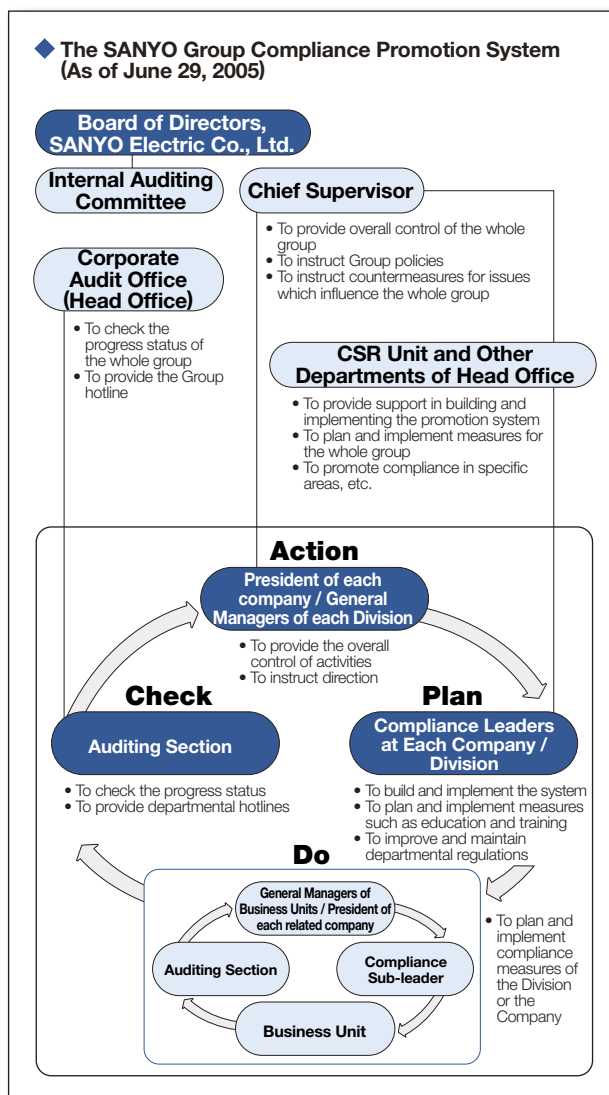 The SANYO Group Compliance Promotion System
(As of June 29, 2005)
Board of Directors,
SANYO Electric Co., Ltd.
Internal Auditing
Committee
Chief Supervisor
• To provide overall control of the whole
group
• To instruct Group policies
• To instruct countermeasures for issues
which influence the whole group
Corporate
Audit Office
(Head Office)
• To check the
progress status of
the whole group
• To provide the Group
hotline
CSR Unit and Other
Departments of Head Office
• To provide support in building and
implementing the promotion system
• To plan and implement measures for
the whole group
• To promote compliance in specific
areas, etc.
Action
President of each
company / General
Managers of each Division
• To provide the overall
control of activities
• To instruct direction
Check
Auditing Section
• To check the progress status
• To provide departmental hotlines
Plan
Compliance Leaders
at Each Company /
Division
• To build and implement the system
• To plan and implement measures
such as education and training
• To improve and maintain
departmental regulations
Do
General Managers of
Business Units / President of
each related company
Auditing Section
Compliance
Sub-leader
Business Unit
• To plan and
implement
compliance
measures of
the Division
or the
Company